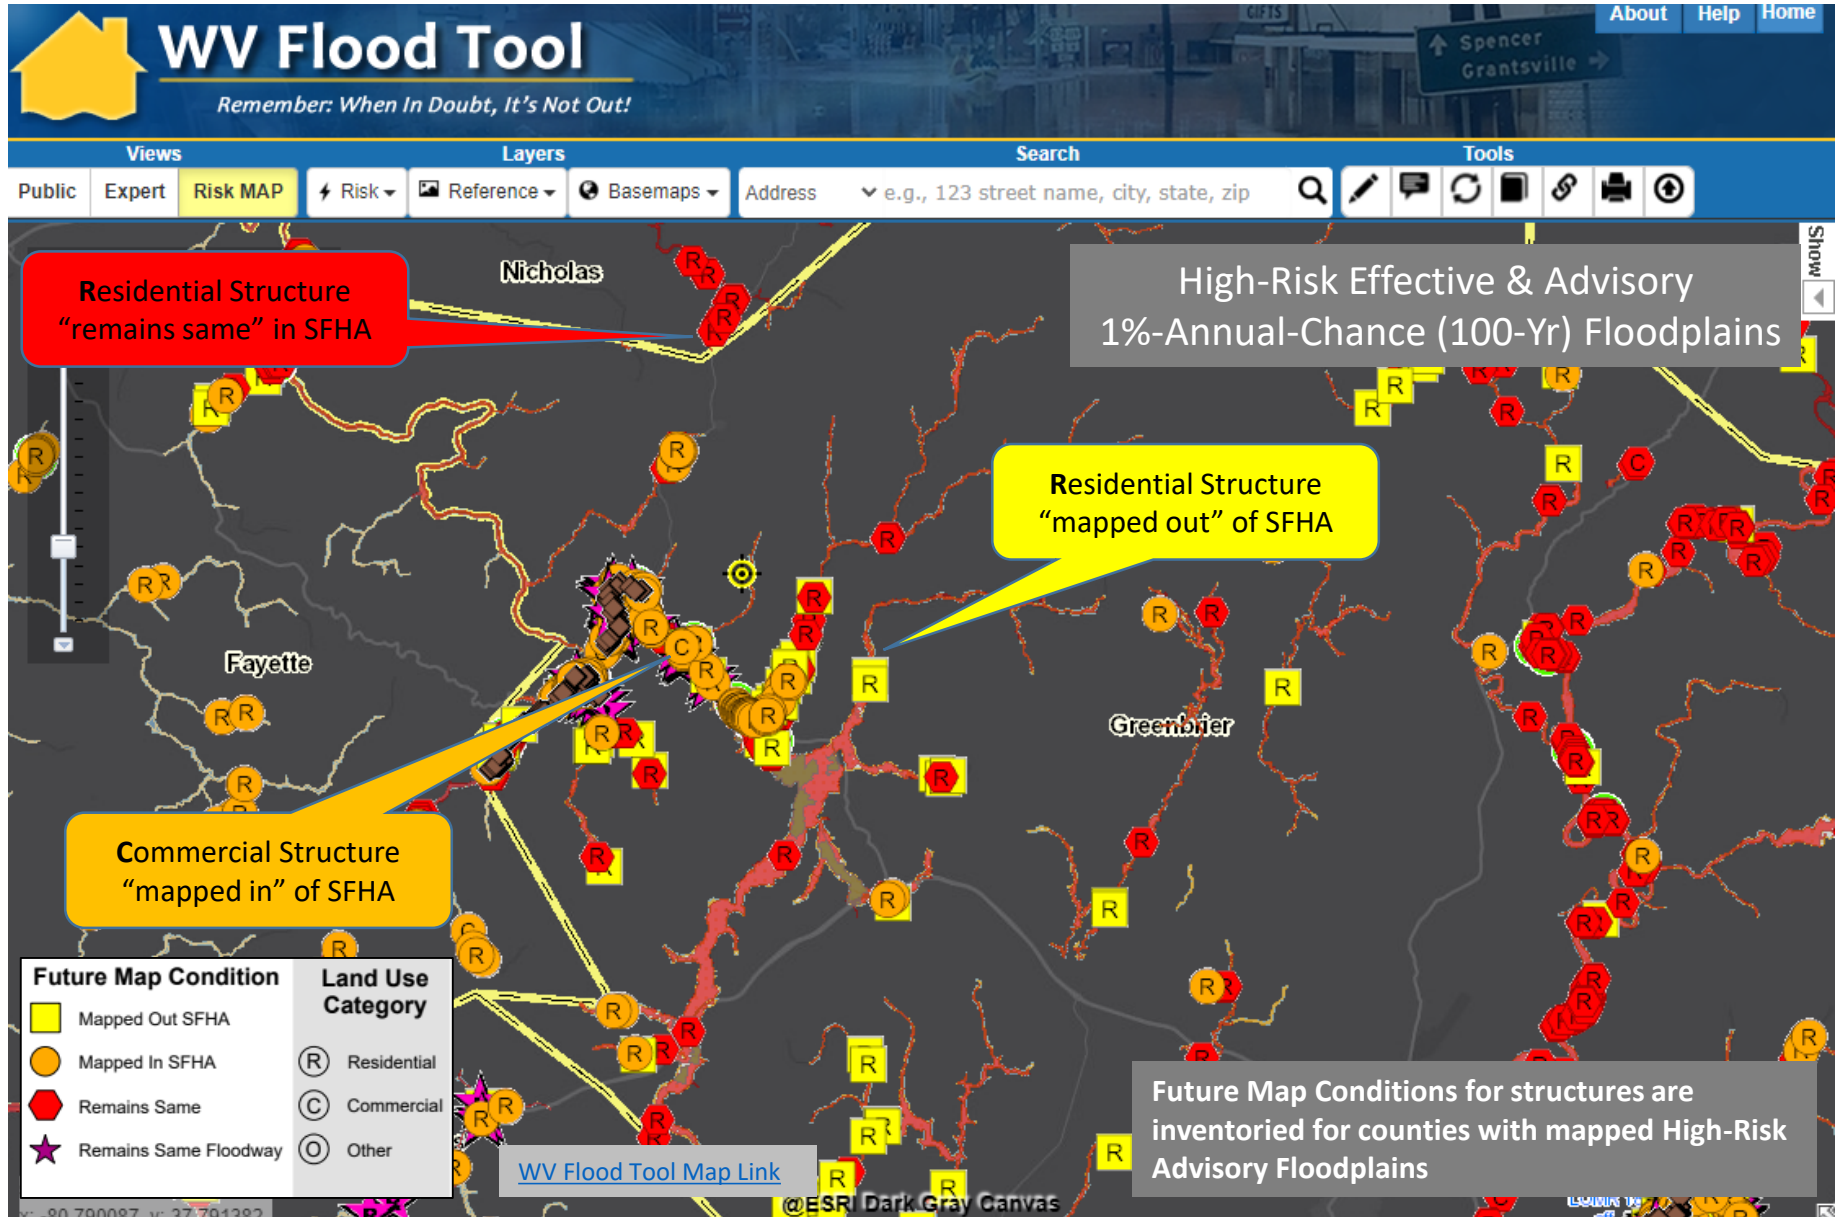 GIFTS
About Help Home
WV Flood Tool
Spencer
Grantsville
Remember: When In Doubt, It's Not Out!
Views Layers Search Tools
Public Expert Risk MAP Risk Reference Basemaps Address e.g., 123 street name, city, state, zip
Show
Nicholas
Residential Structure
“remains same” in SFHA
High-Risk Effective & Advisory
1%-Annual-Chance (100-Yr) Floodplains
Residential Structure
“mapped out” of SFHA
Fayette
Greenbrier
Commercial Structure
“mapped in” of SFHA
Future Map Condition
Mapped Out SFHA
Mapped In SFHA
Remains Same
Remains Same Floodway
Land Use
Category
R Residential
C Commercial
O Other
Future Map Conditions for structures are
inventoried for counties with mapped High-Risk
Advisory Floodplains
WV Flood Tool Map Link
@ESRI Dark Gray Canvas